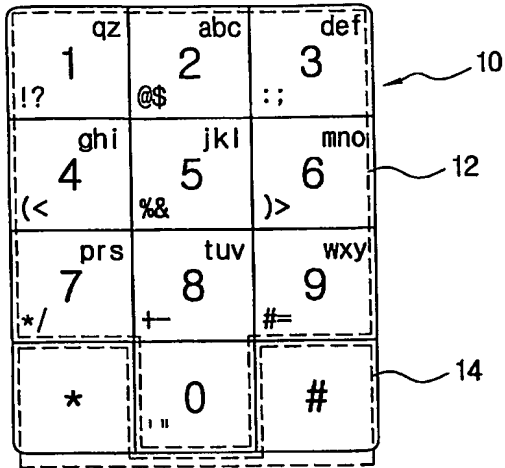 qz abc def
1 2 3
!? @$ :;
10
ghi jkl mno
4 5 6
(< %& )>
12
prs tuv wxy
7 8 9
*/ +- #=
* 0 #
' "
14